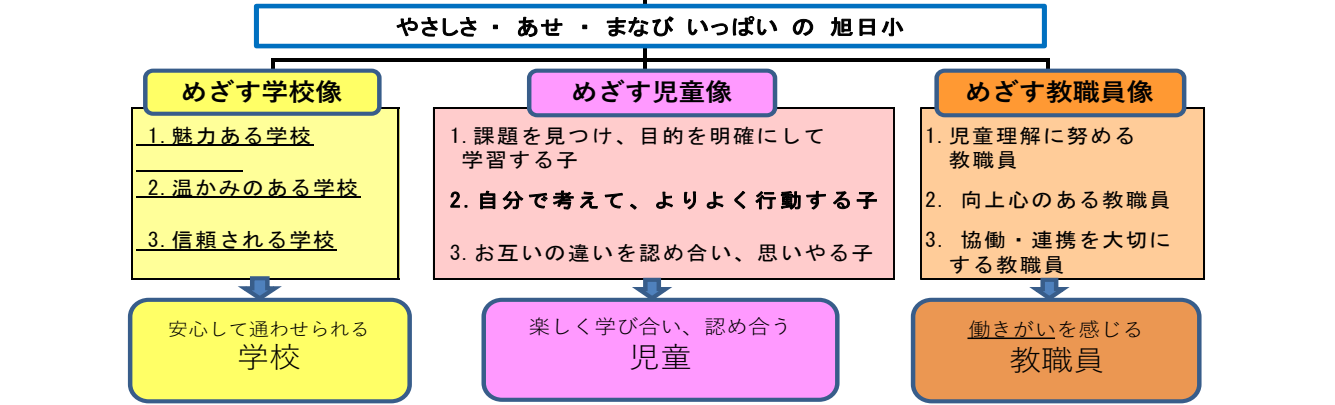 やさしさ ・ あせ ・ まなび いっぱい の 旭日小
めざす学校像
1.魅力ある学校
2.温かみのある学校
3.信頼される学校
安心して通わせられる
学校
めざす児童像
1.課題を見つけ、目的を明確にして
学習する子
2.自分で考えて、よりよく行動する子
3.お互いの違いを認め合い、思いやる子
楽しく学び合い、認め合う
児童
めざす教職員像
1.児童理解に努める
教職員
2. 向上心のある教職員
3. 協働・連携を大切に
する教職員
働きがいを感じる
教職員